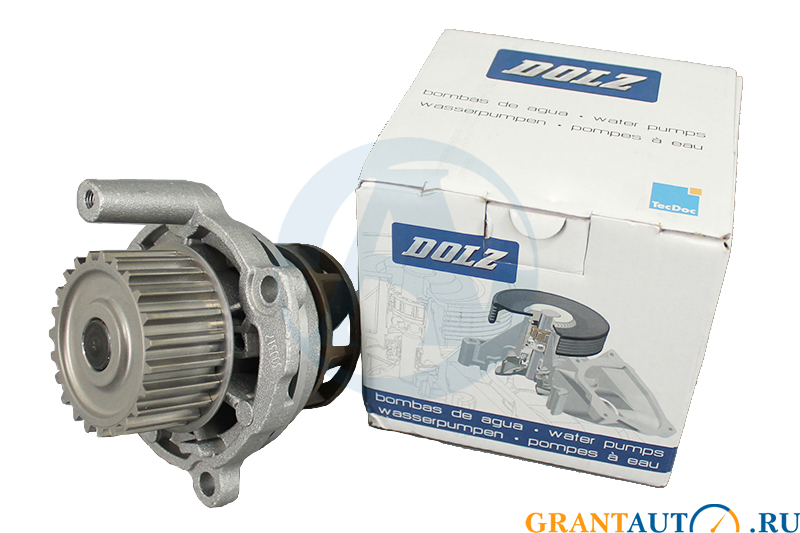 DOLZ
bombas de agua · water pumps
wasserpumpen · pompes à eau
TecDoc
DOLZ
bombas de agua · water pumps
wasserpumpen · pompes à eau
GRANTAUTO.RU